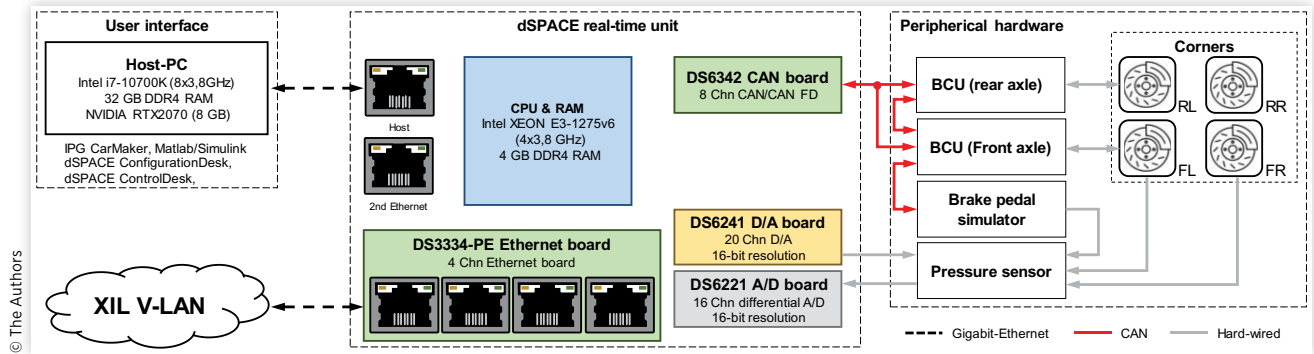 User interface
Host-PC
Intel i7-10700K (8x3,8GHz)
32 GB DDR4 RAM
NVIDIA RTX2070 (8 GB)
IPG CarMaker, Matlab/Simulink
dSPACE ConfigurationDesk,
dSPACE ControlDesk,
XIL V-LAN
dSPACE real-time unit
Host
2nd Ethernet
CPU & RAM
Intel XEON E3-1275v6
(4x3,8 GHz)
4 GB DDR4 RAM
DS6342 CAN board
8 Chn CAN/CAN FD
DS3334-PE Ethernet board
4 Chn Ethernet board
DS6241 D/A board
20 Chn D/A
16-bit resolution
DS6221 A/D board
16 Chn differential A/D
16-bit resolution
Peripherical hardware
BCU (rear axle)
BCU (Front axle)
Brake pedal
simulator
Pressure sensor
Corners
RL
RR
FL
FR
Gigabit-Ethernet
CAN
Hard-wired
© The Authors